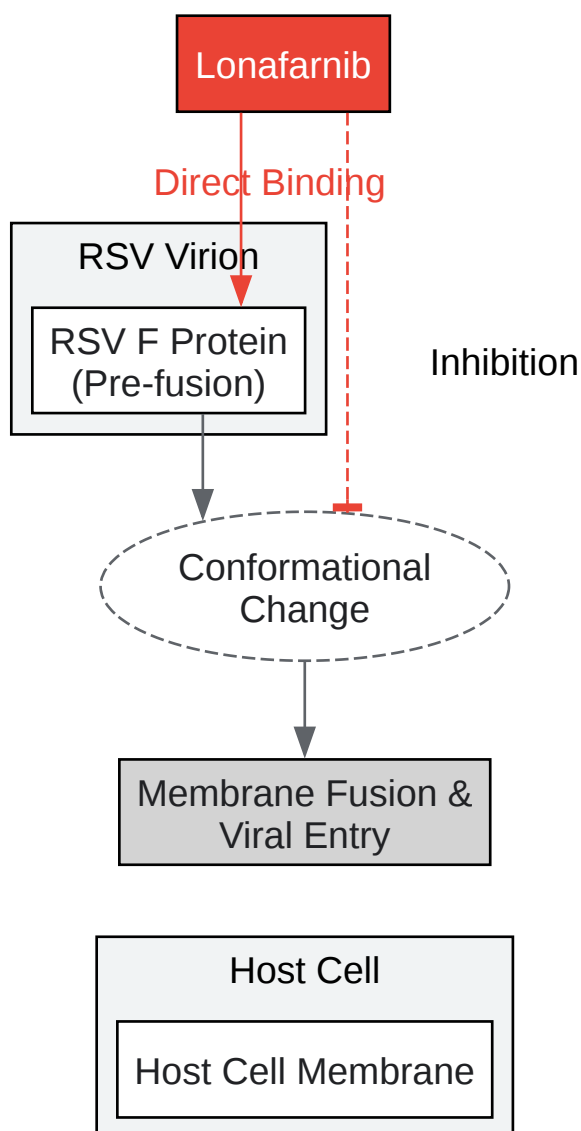 Lonafarnib
Direct Binding
RSV Virion
RSV F Protein
(Pre-fusion)
Inhibition
Conformational
Change
Membrane Fusion &
Viral Entry
Host Cell
Host Cell Membrane